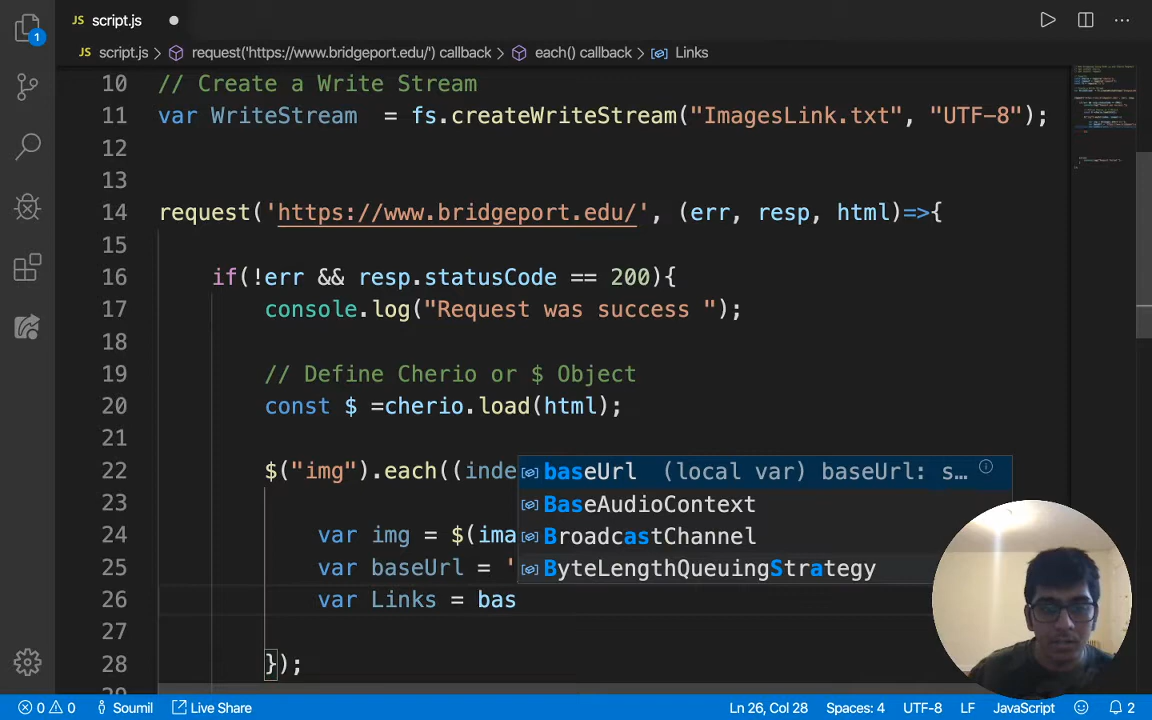 JS script.js
JS script.js > request('https://www.bridgeport.edu/') callback > each() callback > Links
1
10 // Create a Write Stream
11 var WriteStream  = fs.createWriteStream("ImagesLink.txt", "UTF-8");
12
13
14 request('https://www.bridgeport.edu/', (err, resp, html)=>{
15
16 if(!err && resp.statusCode == 200){
17 console.log("Request was success ");
18
19 // Define Cherio or $ Object
20 const $ =cherio.load(html);
21
22 $("img").each((inde
baseUrl (local var) baseUrl: s…
23
BaseAudioContext
24 var img = $(ima
BroadcastChannel
25 var baseUrl = '
ByteLengthQueuingStrategy
26 var Links = bas
27
28 });
0 0 Soumil Live Share Ln 26, Col 28 Spaces: 4 UTF-8 LF JavaScript 2